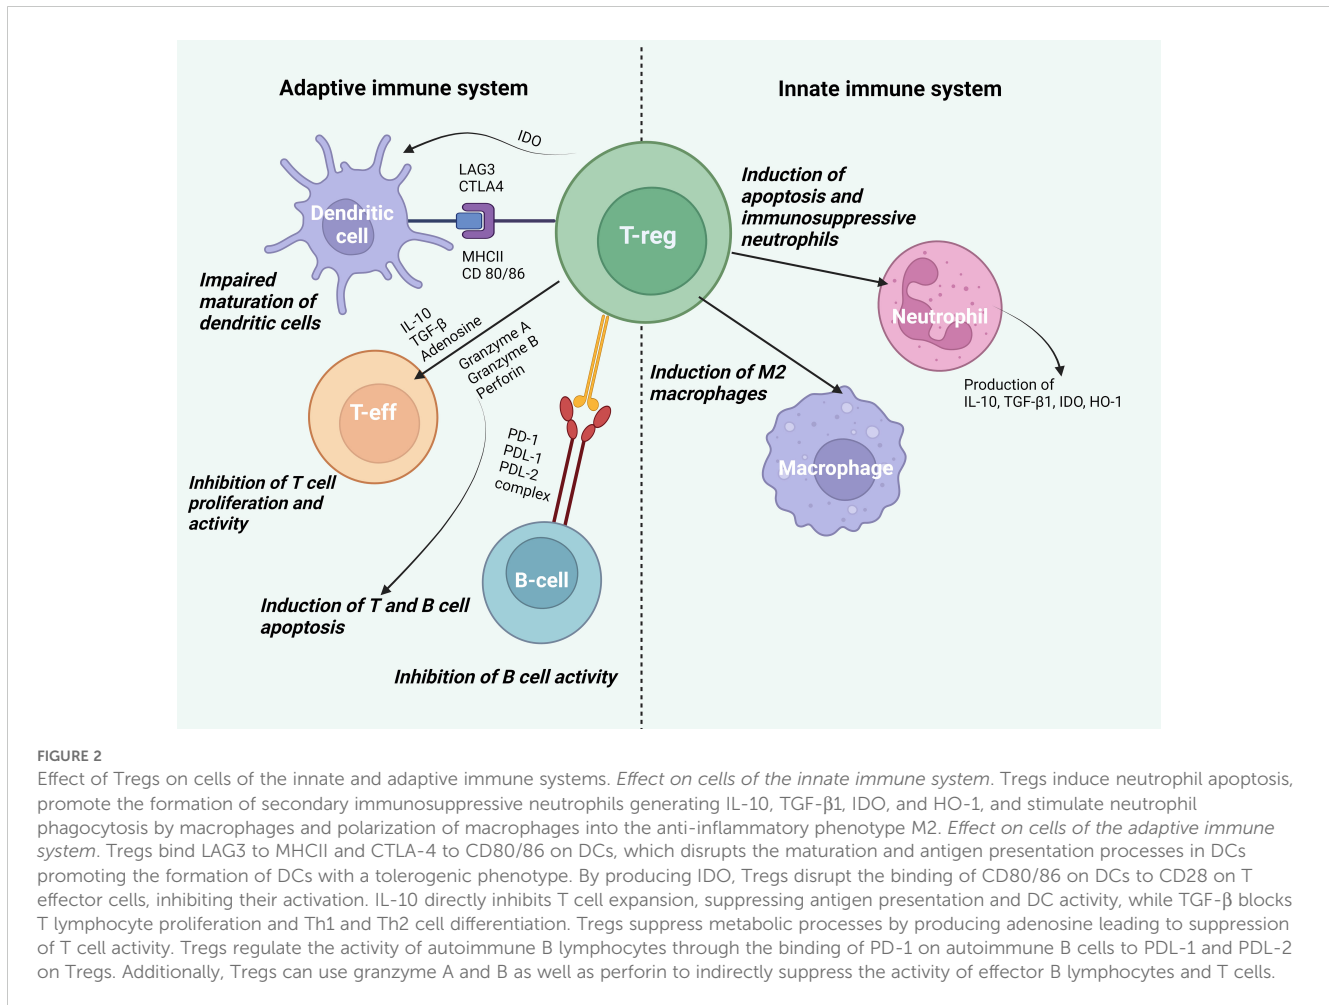 Adaptive immune system
Innate immune system
IDO
LAG3
CTLA4
Dendritic
cell
MHCII
CD 80/86
Impaired
maturation of
dendritic cells
T-reg
Induction of
apoptosis and
immunosuppressive
neutrophils
Neutrophil
Production of
IL-10, TGF-β1, IDO, HO-1
IL-10
TGF-β
Adenosine
Granzyme A
Granzyme B
Perforin
T-eff
Inhibition of T cell
proliferation and
activity
Induction of M2
macrophages
Macrophage
PD-1
PDL-1
PDL-2
complex
B-cell
Induction of T and B cell
apoptosis
Inhibition of B cell activity
FIGURE 2
Effect of Tregs on cells of the innate and adaptive immune systems. Effect on cells of the innate immune system. Tregs induce neutrophil apoptosis,
promote the formation of secondary immunosuppressive neutrophils generating IL-10, TGF-β1, IDO, and HO-1, and stimulate neutrophil
phagocytosis by macrophages and polarization of macrophages into the anti-inflammatory phenotype M2. Effect on cells of the adaptive immune
system. Tregs bind LAG3 to MHCII and CTLA-4 to CD80/86 on DCs, which disrupts the maturation and antigen presentation processes in DCs
promoting the formation of DCs with a tolerogenic phenotype. By producing IDO, Tregs disrupt the binding of CD80/86 on DCs to CD28 on T
effector cells, inhibiting their activation. IL-10 directly inhibits T cell expansion, suppressing antigen presentation and DC activity, while TGF-β blocks
T lymphocyte proliferation and Th1 and Th2 cell differentiation. Tregs suppress metabolic processes by producing adenosine leading to suppression
of T cell activity. Tregs regulate the activity of autoimmune B lymphocytes through the binding of PD-1 on autoimmune B cells to PDL-1 and PDL-2
on Tregs. Additionally, Tregs can use granzyme A and B as well as perforin to indirectly suppress the activity of effector B lymphocytes and T cells.